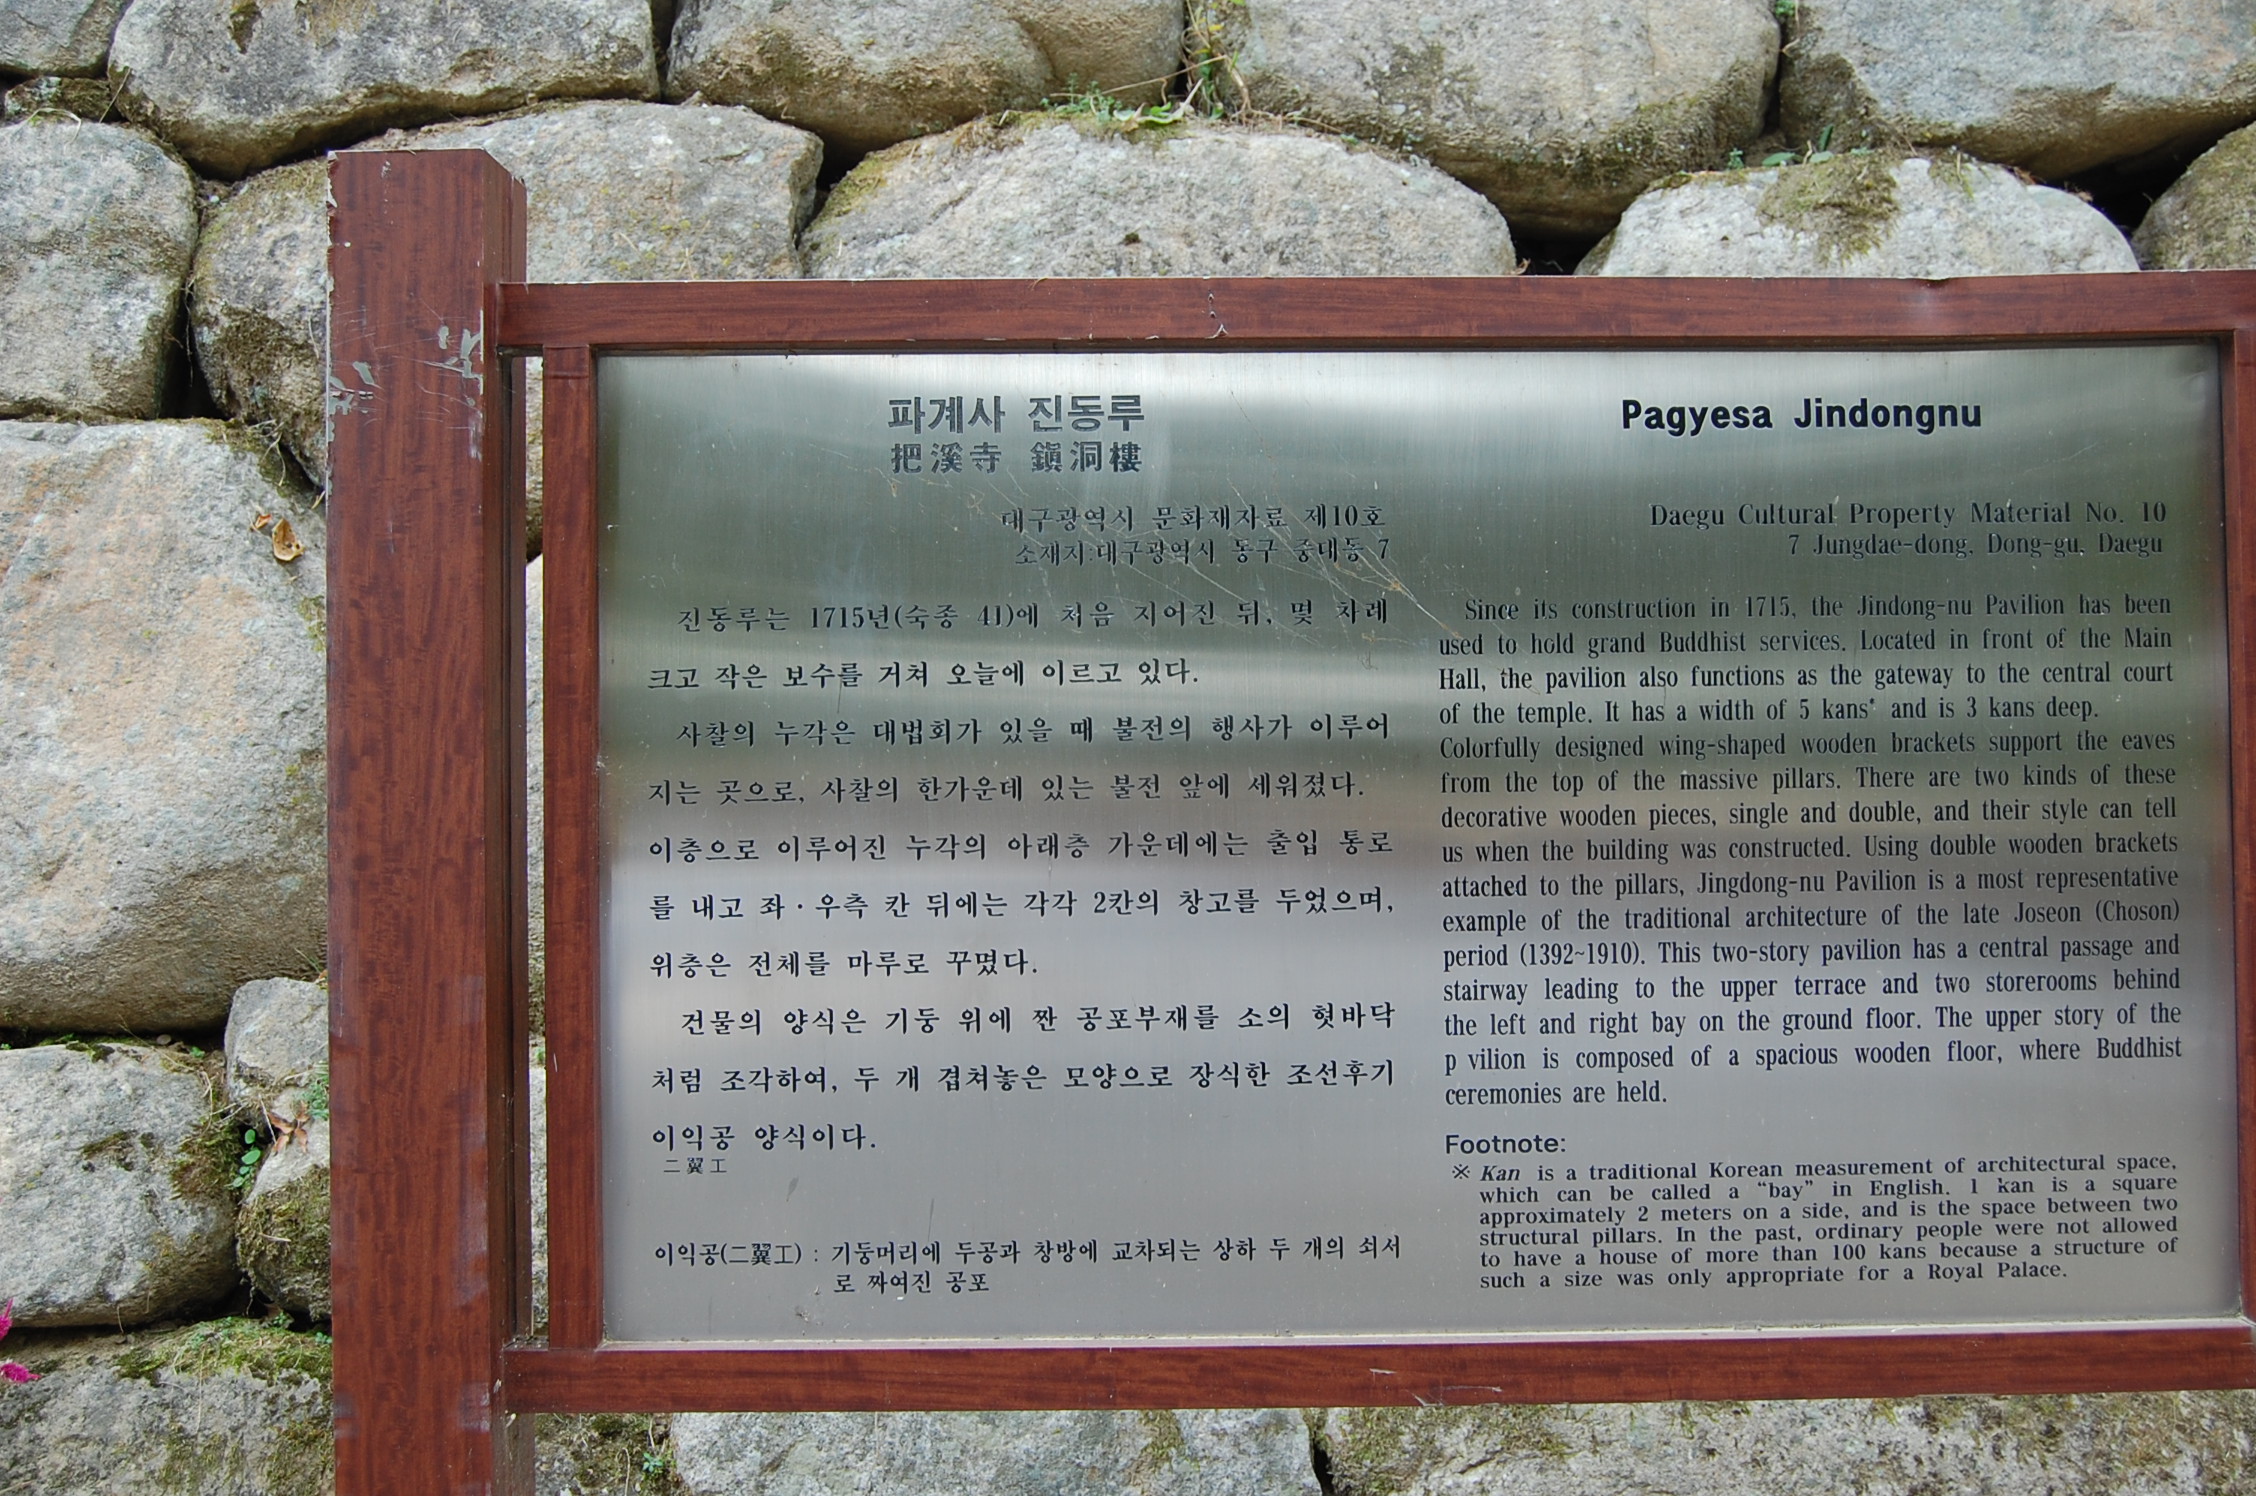 파계사 진동루
把溪寺 鎭洞樓
대구광역시 문화재자료 제10호
소재지:대구광역시 동구 중대동 7
진동루는 1715년(숙종 41)에 처음 지어진 뒤, 몇 차례
크고 작은 보수를 거쳐 오늘에 이르고 있다.
사찰의 누각은 대법회가 있을 때 불전의 행사가 이루어
지는 곳으로, 사찰의 한가운데 있는 불전 앞에 세워졌다.
이층으로 이루어진 누각의 아래층 가운데에는 출입 통로
를 내고 좌·우측 칸 뒤에는 각각 2칸의 창고를 두었으며,
위층은 전체를 마루로 꾸몄다.
건물의 양식은 기둥 위에 짠 공포부재를 소의 혓바닥
처럼 조각하여, 두 개 겹쳐놓은 모양으로 장식한 조선후기
이익공 양식이다.
二翼工
이익공(二翼工) : 기둥머리에 두공과 창방에 교차되는 상하 두 개의 쇠서
로 짜여진 공포
Pagyesa Jindongnu
Daegu Cultural Property Material No. 10
7 Jungdae-dong, Dong-gu, Daegu
Since its construction in 1715, the Jindong-nu Pavilion has been
used to hold grand Buddhist services. Located in front of the Main
Hall, the pavilion also functions as the gateway to the central court
of the temple. It has a width of 5 kans* and is 3 kans deep.
Colorfully designed wing-shaped wooden brackets support the eaves
from the top of the massive pillars. There are two kinds of these
decorative wooden pieces, single and double, and their style can tell
us when the building was constructed. Using double wooden brackets
attached to the pillars, Jingdong-nu Pavilion is a most representative
example of the traditional architecture of the late Joseon (Choson)
period (1392~1910). This two-story pavilion has a central passage and
stairway leading to the upper terrace and two storerooms behind
the left and right bay on the ground floor. The upper story of the
p vilion is composed of a spacious wooden floor, where Buddhist
ceremonies are held.
Footnote:
※ Kan is a traditional Korean measurement of architectural space,
which can be called a “bay” in English. 1 kan is a square
approximately 2 meters on a side, and is the space between two
structural pillars. In the past, ordinary people were not allowed
to have a house of more than 100 kans because a structure of
such a size was only appropriate for a Royal Palace.